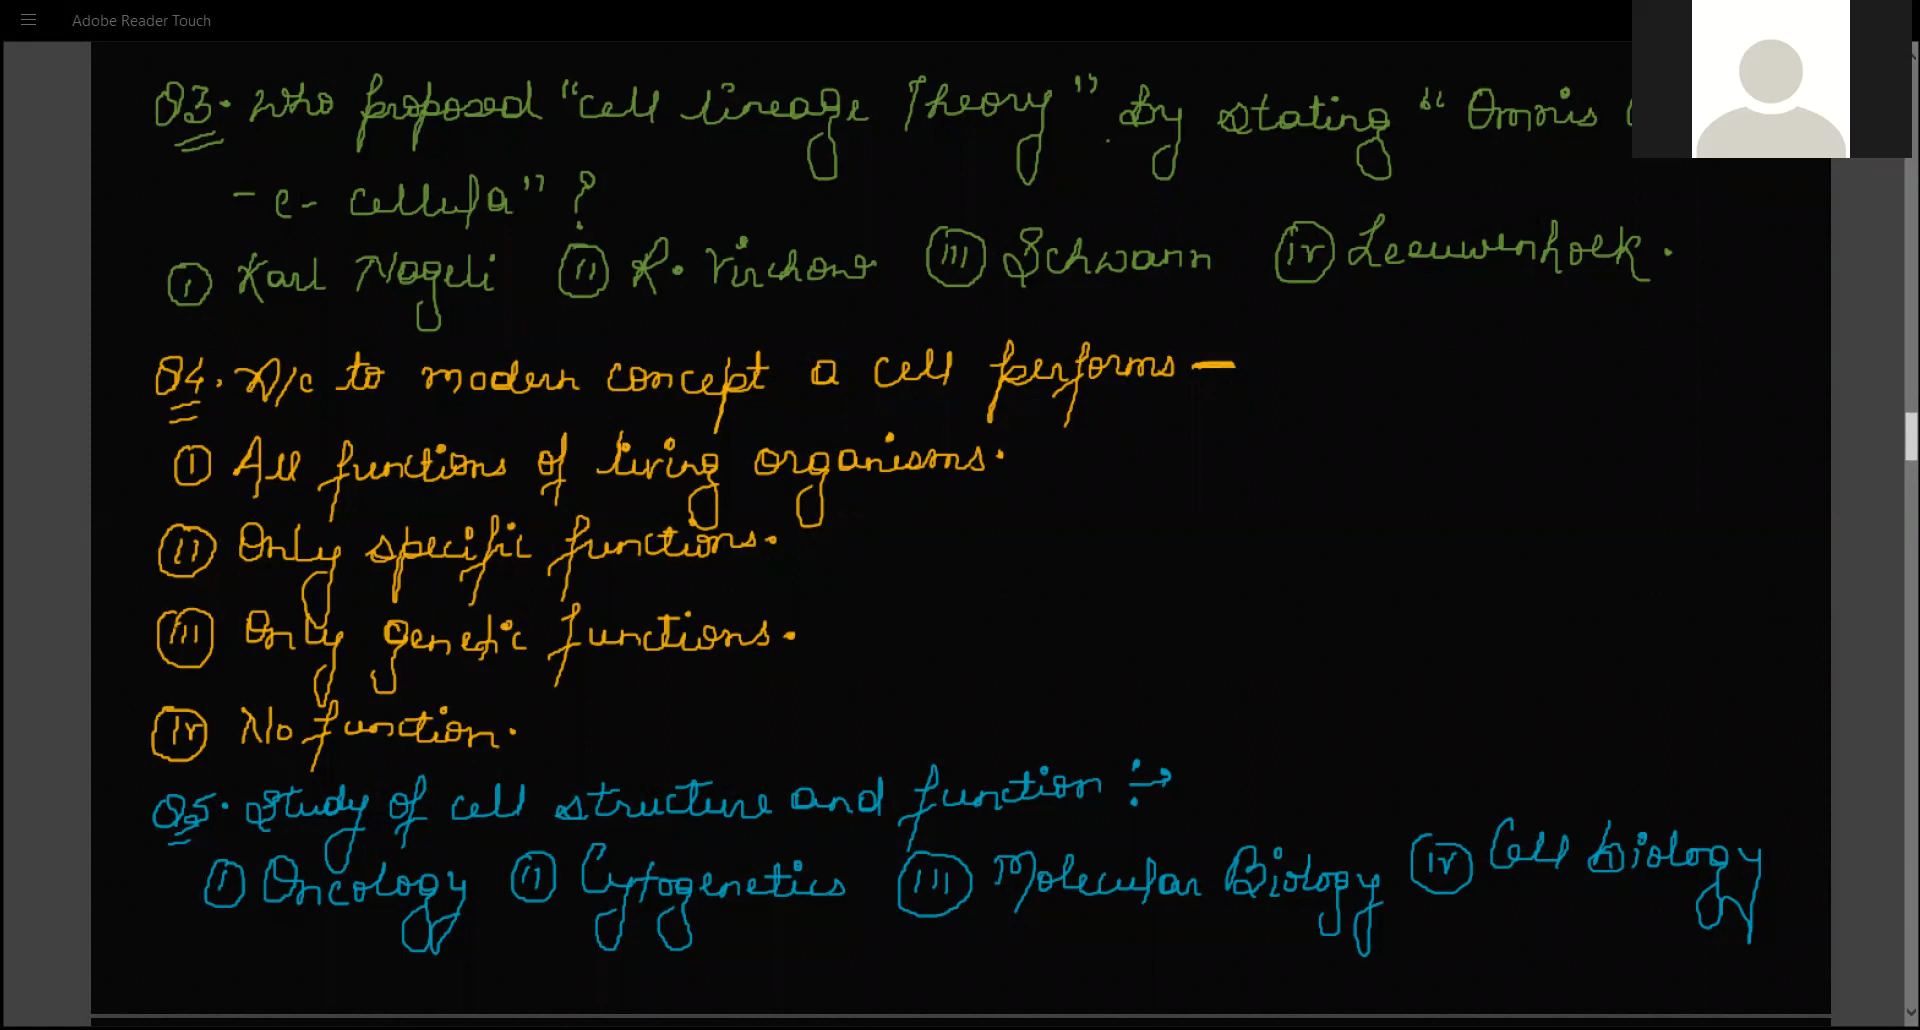 Adobe Reader Touch
Q3. Who proposed "cell lineage Theory" by stating "Omnis
- e- cellula" ?
(i) Karl Nageli (ii) R. Virchow (iii) Schwann (iv) Leeuwenhoek.
Q4. A/c to modern concept a cell performs -
(i) All functions of living organisms.
(ii) Only specific functions.
(iii) Only genetic functions.
(iv) No function.
Q5. Study of cell structure and function :→
(i) Oncology (ii) Cytogenetics (iii) Molecular Biology (iv) Cell biology